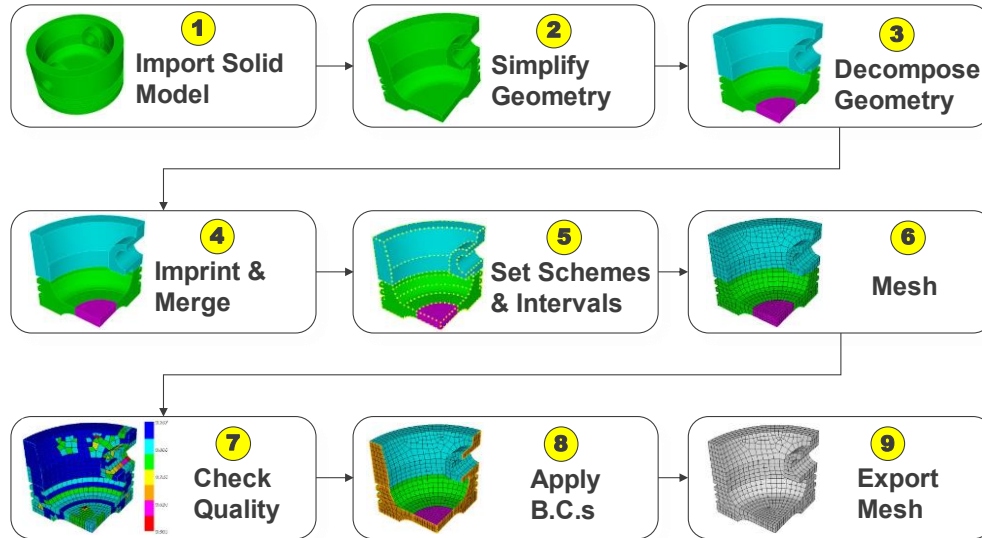 1
Import Solid
Model
2
Simplify
Geometry
3
Decompose
Geometry
4
Imprint &
Merge
5
Set Schemes
& Intervals
6
Mesh
7
Check
Quality
8
Apply
B.C.s
9
Export
Mesh